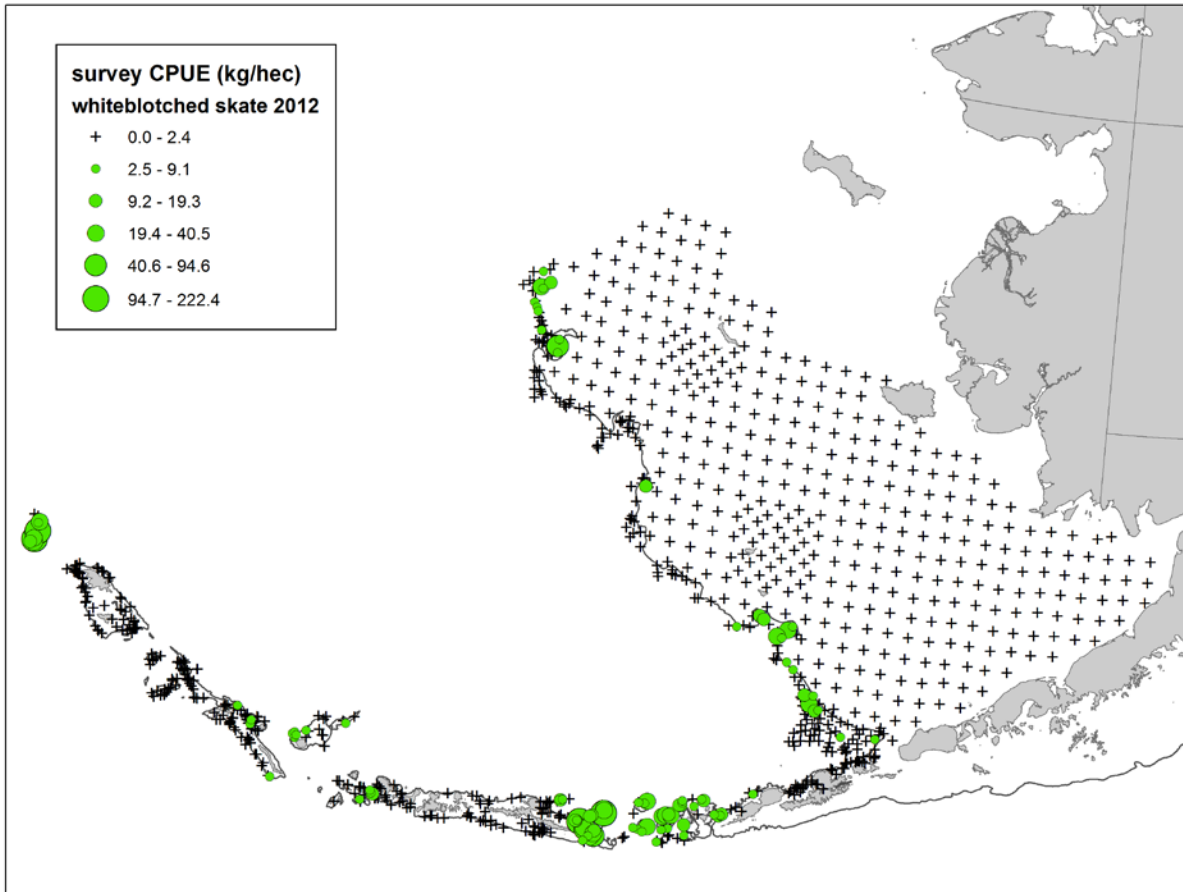 survey CPUE (kg/hec)
whiteblotched skate 2012
0.0 - 2.4
2.5 - 9.1
9.2 - 19.3
19.4 - 40.5
40.6 - 94.6
94.7 - 222.4